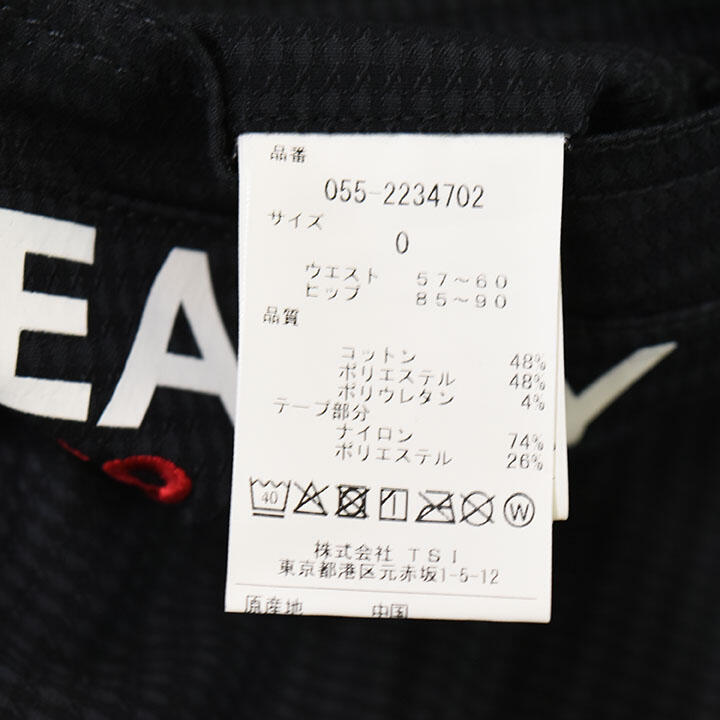 品番
055-2234702
サイズ
0
ウエスト 57～60
ヒップ 85～90
品質
コットン 48%
ポリエステル 48%
ポリウレタン 4%
テープ部分
ナイロン 74%
ポリエステル 26%
40
W
株式会社 TSI
東京都港区元赤坂1-5-12
原産地 中国
EA
Y